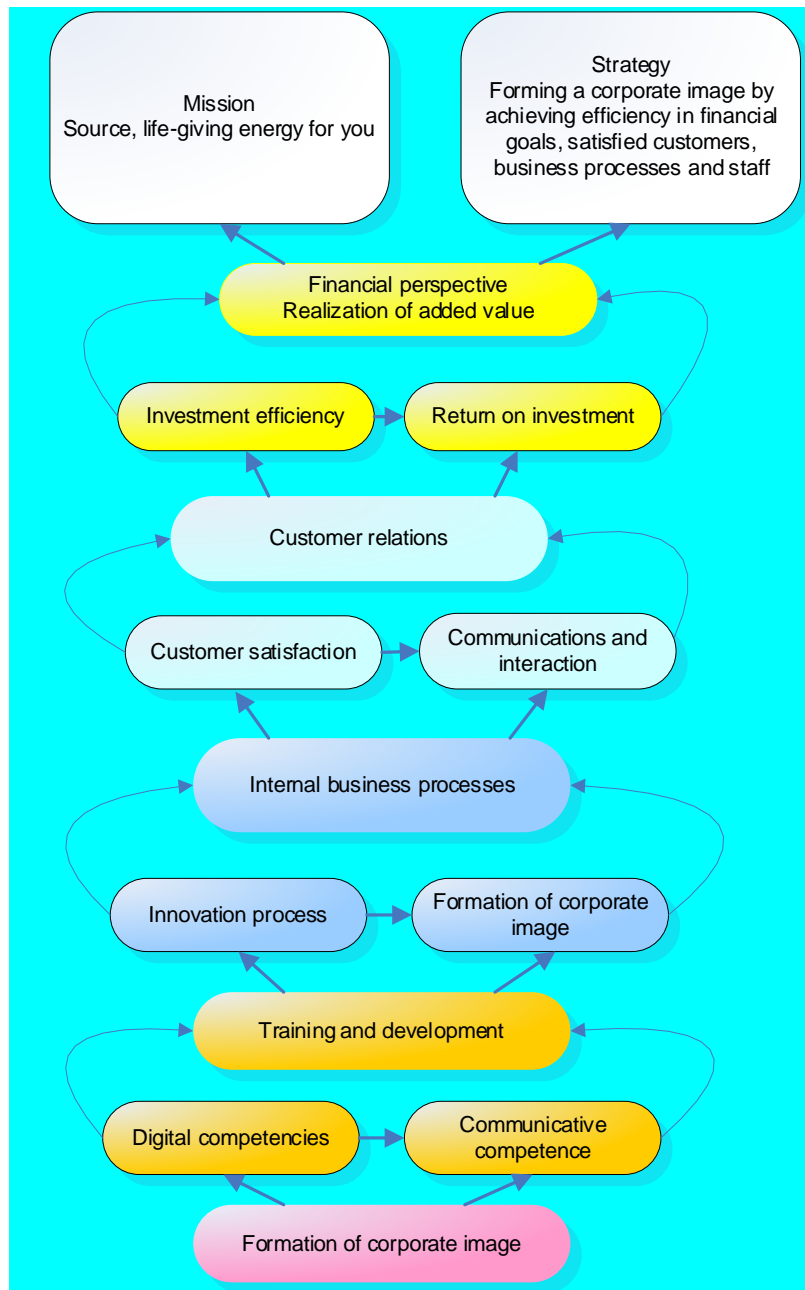 Mission
Source, life-giving energy for you
Strategy
Forming a corporate image by
achieving efficiency in financial
goals, satisfied customers,
business processes and staff
Financial perspective
Realization of added value
Investment efficiency
Return on investment
Customer relations
Customer satisfaction
Communications and
interaction
Internal business processes
Innovation process
Formation of corporate
image
Training and development
Digital competencies
Communicative
competence
Formation of corporate image